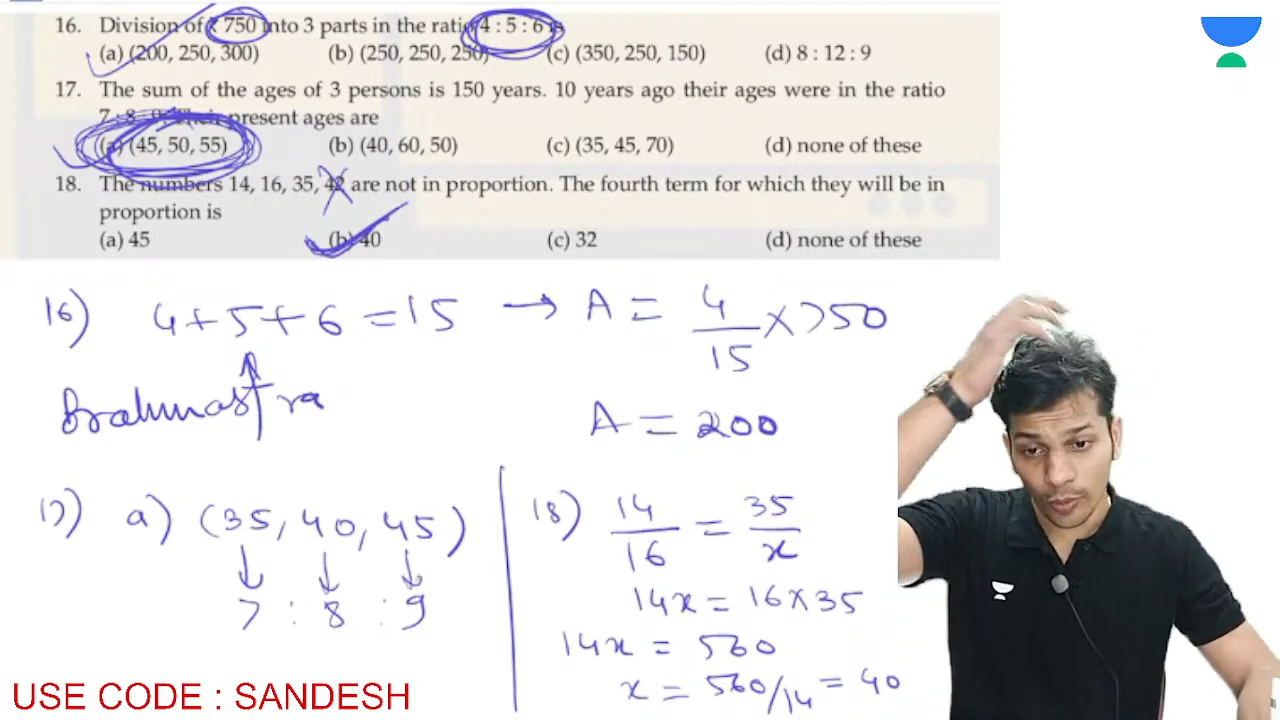 16. Division of ₹ 750 into 3 parts in the ratio 4 : 5 : 6 is
(a) (200, 250, 300) (b) (250, 250, 250) (c) (350, 250, 150) (d) 8 : 12 : 9
17. The sum of the ages of 3 persons is 150 years. 10 years ago their ages were in the ratio
7 : 8 : 9. Their present ages are
(a) (45, 50, 55) (b) (40, 60, 50) (c) (35, 45, 70) (d) none of these
18. The numbers 14, 16, 35, 42 are not in proportion. The fourth term for which they will be in
proportion is
(a) 45 (b) 40 (c) 32 (d) none of these
16) 4+5+6 =15 → A = 4/15 × 750
Brahmastra
A = 200
17) a) (35, 40, 45)
7 : 8 : 9
18) 14/16 = 35/x
14x = 16×35
14x = 560
x = 560/14 = 40
USE CODE : SANDESH